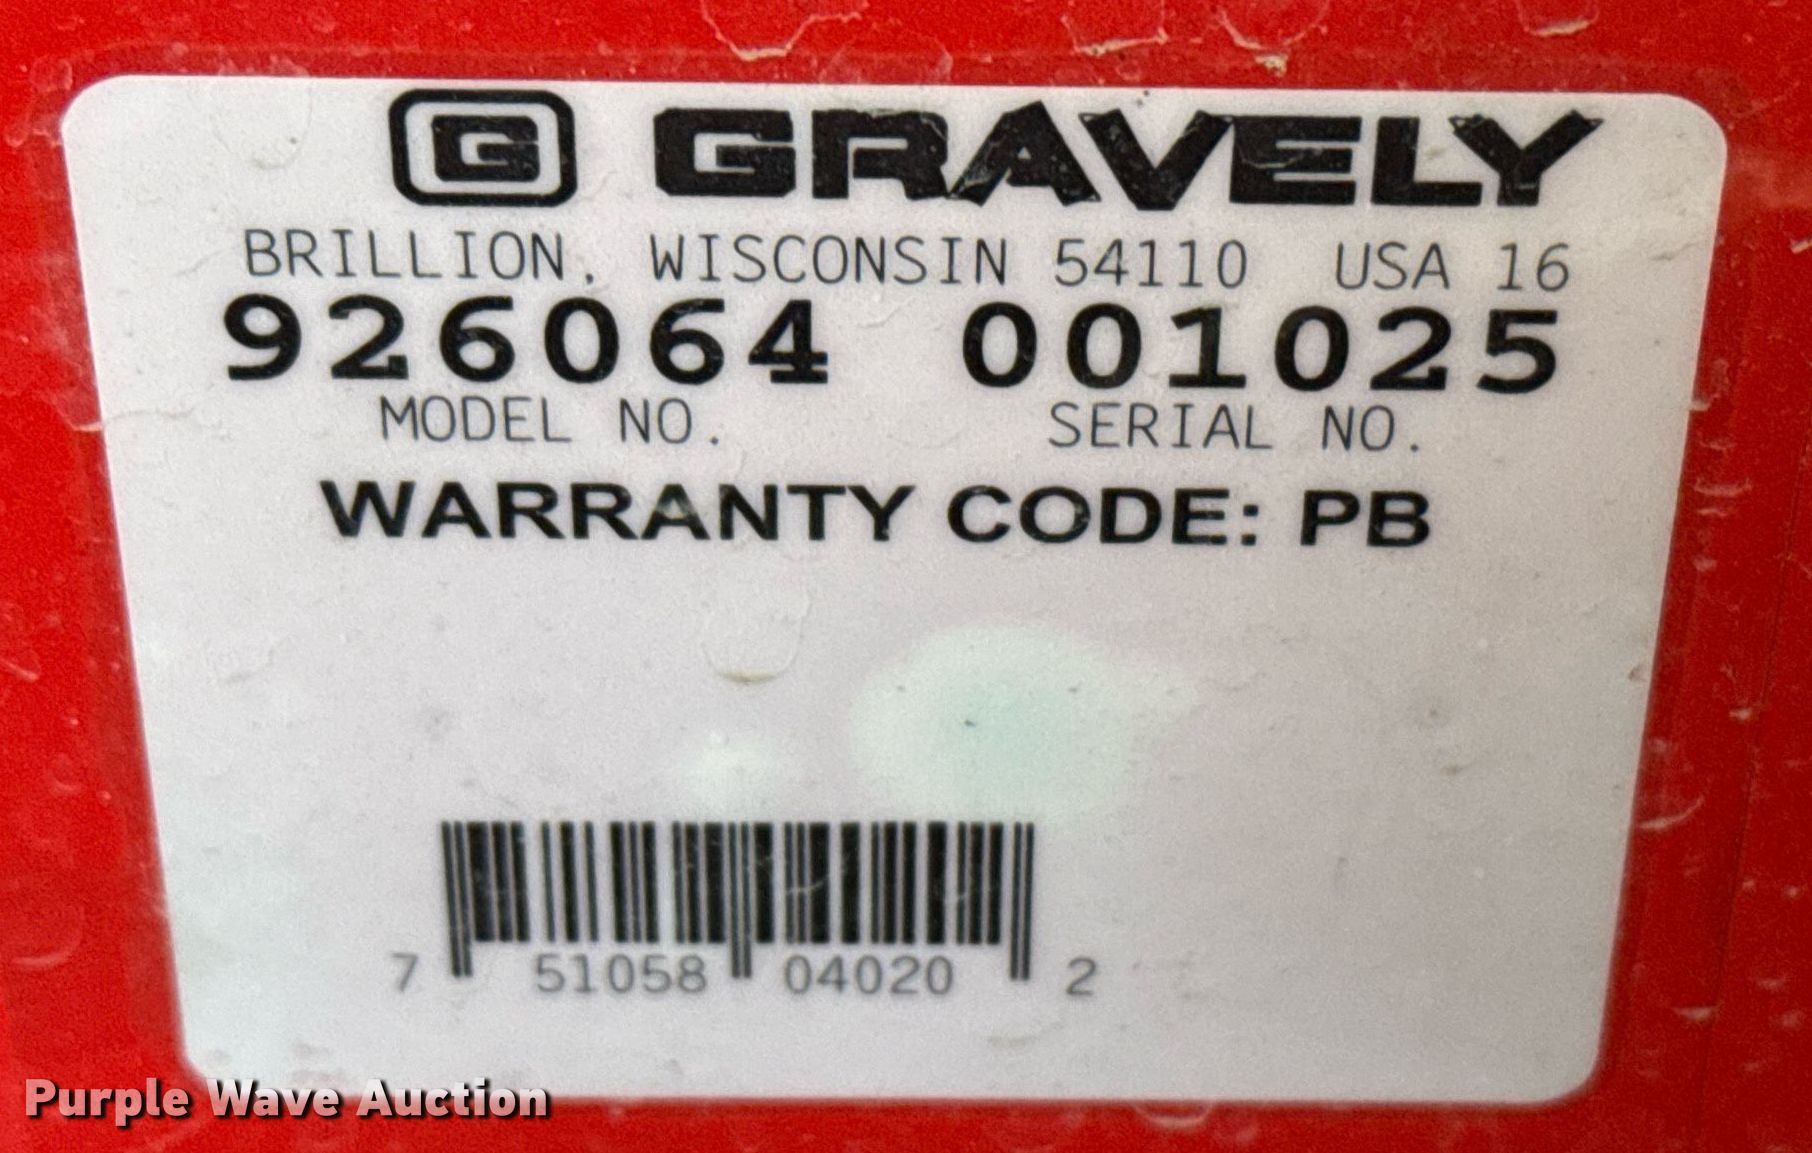 G GRAVELY
BRILLION, WISCONSIN 54110 USA 16
926064 001025
MODEL NO. SERIAL NO.
WARRANTY CODE: PB
7 51058 04020 2
Purple Wave Auction